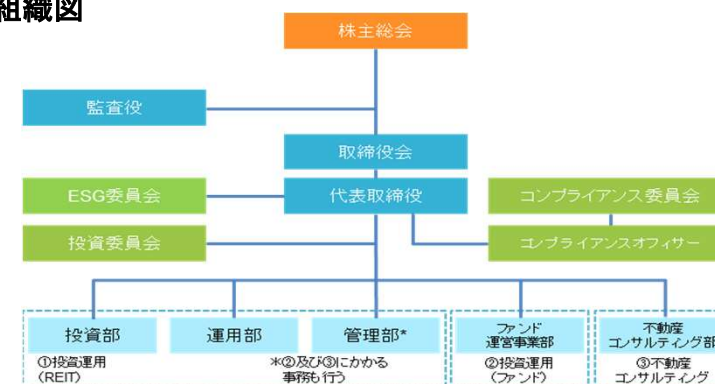 組織図
株主総会
監査役
取締役会
ESG委員会
代表取締役
コンプライアンス委員会
投資委員会
コンプライアンスオフィサー
投資部
運用部
管理部*
ファンド
運営事業部
不動産
コンサルティング部
①投資運用
(REIT)
*②及び③にかかる
事務も行う
②投資運用
(ファンド)
③不動産
コンサルティング